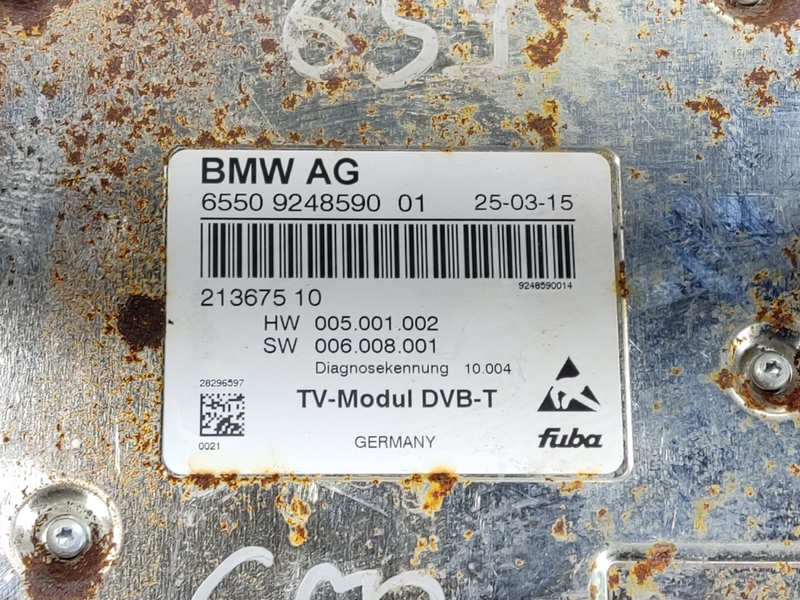 659
BMW AG
6550 9248590 01 25-03-15
9248590014
213675 10
HW 005.001.002
SW 006.008.001
Diagnosekennung 10.004
28296597
TV-Modul DVB-T
0021
GERMANY
fuba